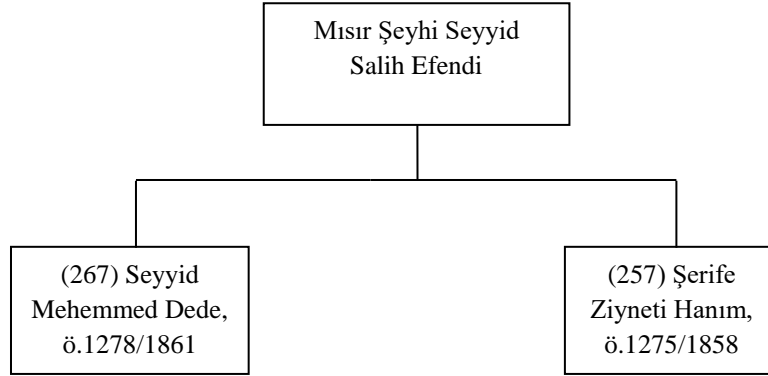 Mısır Şeyhi Seyyid
Salih Efendi
(267) Seyyid
Mehemmed Dede,
ö.1278/1861
(257) Şerife
Ziyneti Hanım,
ö.1275/1858